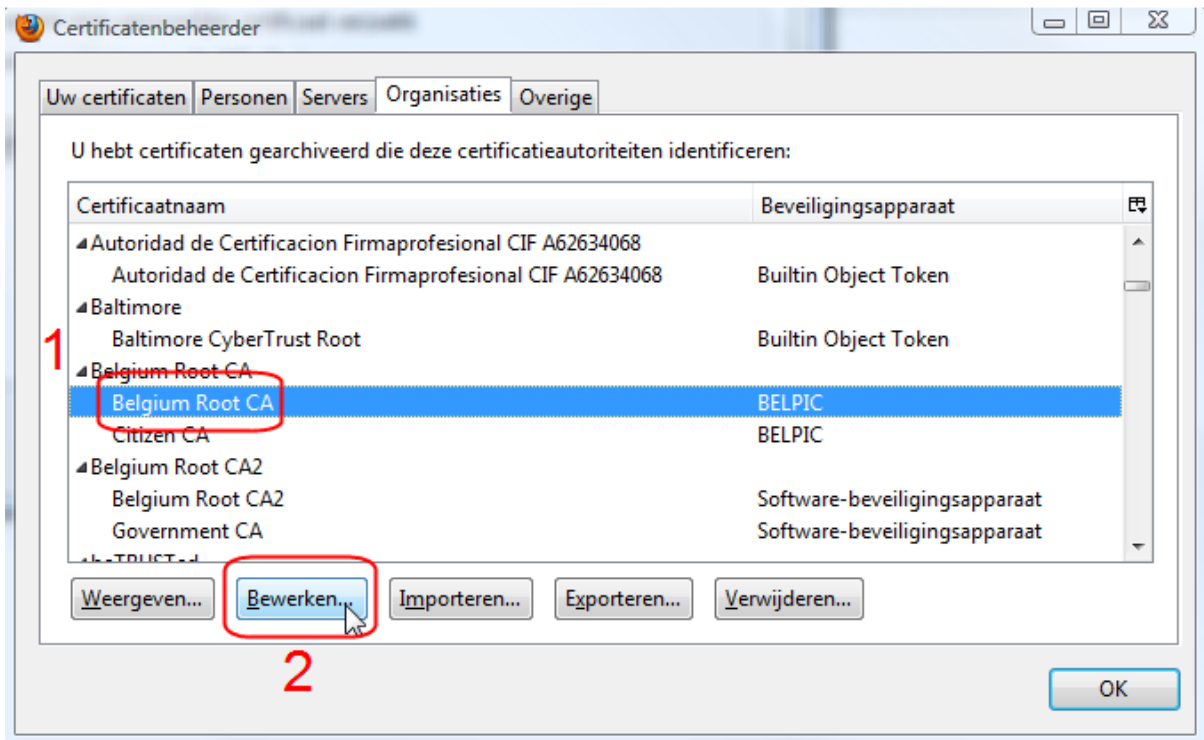 Certificatenbeheerder
Uw certificaten Personen Servers Organisaties Overige
U hebt certificaten gearchiveerd die deze certificatieautoriteiten identificeren:
Certificaatnaam Beveiligingsapparaat
Autoridad de Certificacion Firmaprofesional CIF A62634068
Autoridad de Certificacion Firmaprofesional CIF A62634068 Builtin Object Token
Baltimore
Baltimore CyberTrust Root Builtin Object Token
1
Belgium Root CA
Belgium Root CA BELPIC
Citizen CA BELPIC
Belgium Root CA2
Belgium Root CA2 Software-beveiligingsapparaat
Government CA Software-beveiligingsapparaat
beTRUSTed
Weergeven... Bewerken... Importeren... Exporteren... Verwijderen...
2
OK